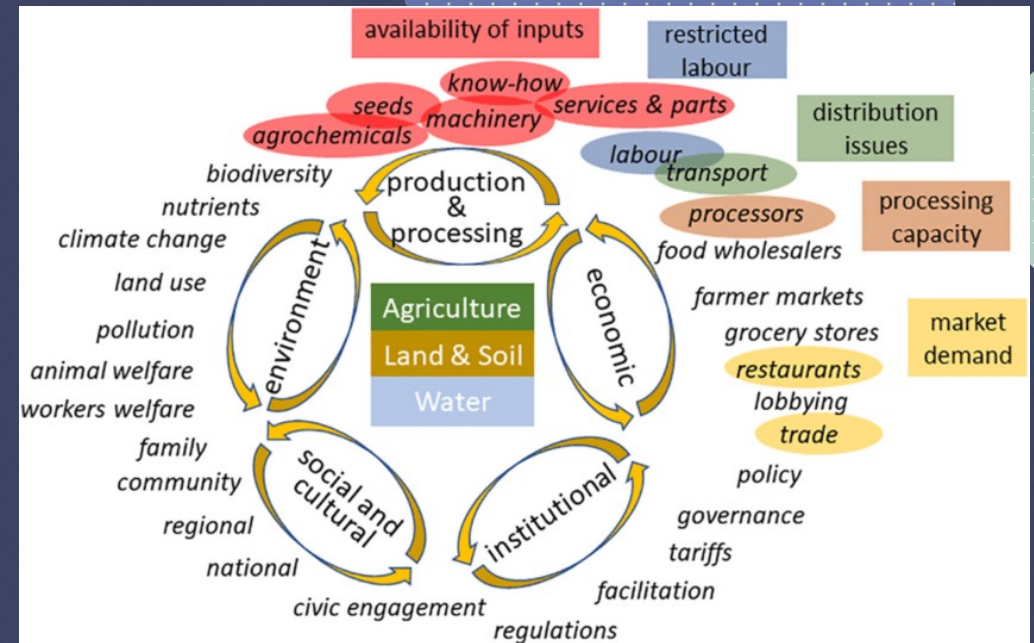 availability of inputs
restricted
labour
know-how
seeds
services & parts
machinery
agrochemicals
distribution
issues
labour
transport
biodiversity
production
&
processing
nutrients
processors
processing
capacity
climate change
food wholesalers
land use
environment
economic
Agriculture
Land & Soil
Water
farmer markets
grocery stores
market
demand
pollution
animal welfare
restaurants
workers welfare
lobbying
family
trade
community
social and
cultural
institutional
policy
regional
governance
national
tariffs
civic engagement
facilitation
regulations